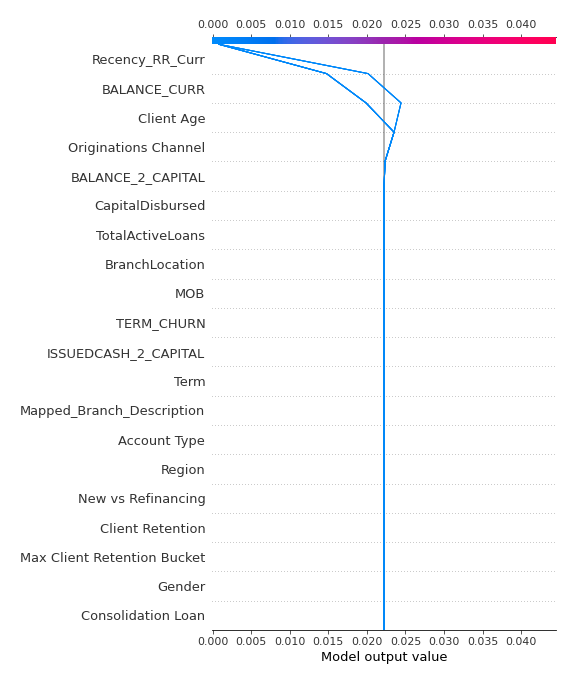 0.000 0.005 0.010 0.015 0.020 0.025 0.030 0.035 0.040
Recency_RR_Curr
BALANCE_CURR
Client Age
Originations Channel
BALANCE_2_CAPITAL
CapitalDisbursed
TotalActiveLoans
BranchLocation
MOB
TERM_CHURN
ISSUEDCASH_2_CAPITAL
Term
Mapped_Branch_Description
Account Type
Region
New vs Refinancing
Client Retention
Max Client Retention Bucket
Gender
Consolidation Loan
0.000 0.005 0.010 0.015 0.020 0.025 0.030 0.035 0.040
Model output value